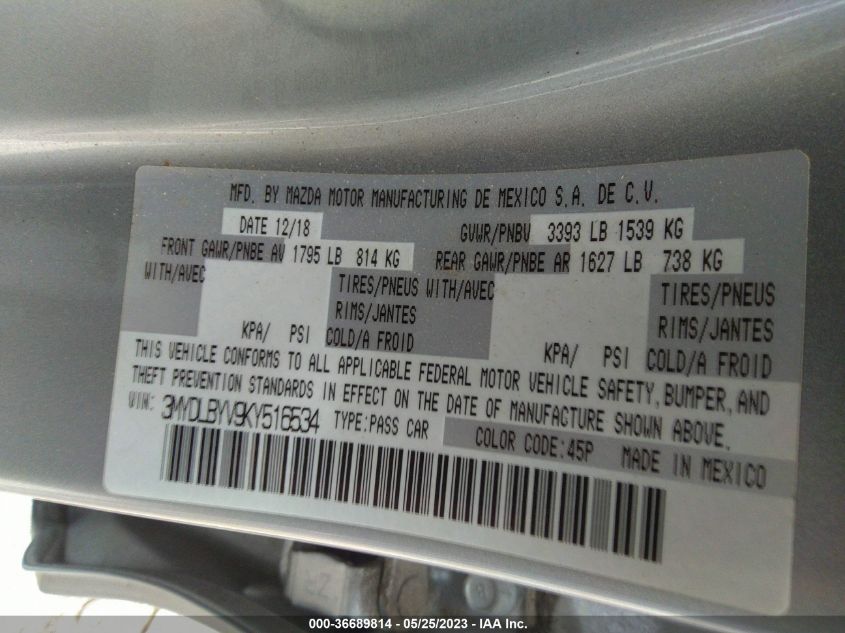 MFD. BY MAZDA MOTOR MANUFACTURING DE MEXICO S.A. DE C.V.
DATE 12/18 GVWR/PNBV 3393 LB 1539 KG
FRONT GAWR/PNBE AV 1795 LB 814 KG REAR GAWR/PNBE AR 1627 LB 738 KG
WITH/AVEC TIRES/PNEUS WITH/AVEC TIRES/PNEUS
RIMS/JANTES RIMS/JANTES
KPA/ PSI COLD/A FROID KPA/ PSI COLD/A FROID
THIS VEHICLE CONFORMS TO ALL APPLICABLE FEDERAL MOTOR VEHICLE SAFETY, BUMPER, AND
THEFT PREVENTION STANDARDS IN EFFECT ON THE DATE OF MANUFACTURE SHOWN ABOVE.
VIN: 3MYDLBYV9KY516534 TYPE:PASS CAR COLOR CODE:45P MADE IN MEXICO
000-36689814 - 05/25/2023 - IAA Inc.